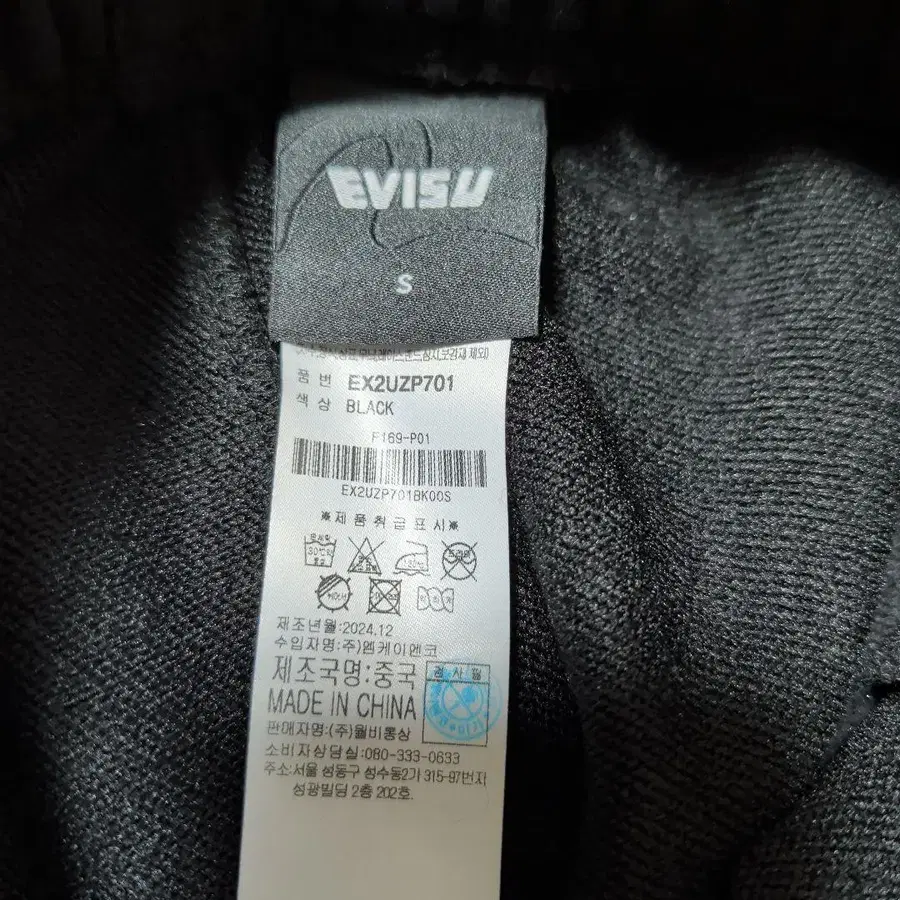 EVISU
S
품 번 EX2UZP701
색 상 BLACK
F169-P01
EX2UZP701BK00S
※제품취급표시※
30℃
제조년월:2024.12
수입자명:주)엠케이엔코
제조국명:중국
검사필
MADE IN CHINA
판매자명:(주)월비통상
소비자상담실:080-333-0633
주소:서울 성동구 성수동2가 315-97번지
성광빌딩 2층 202호.